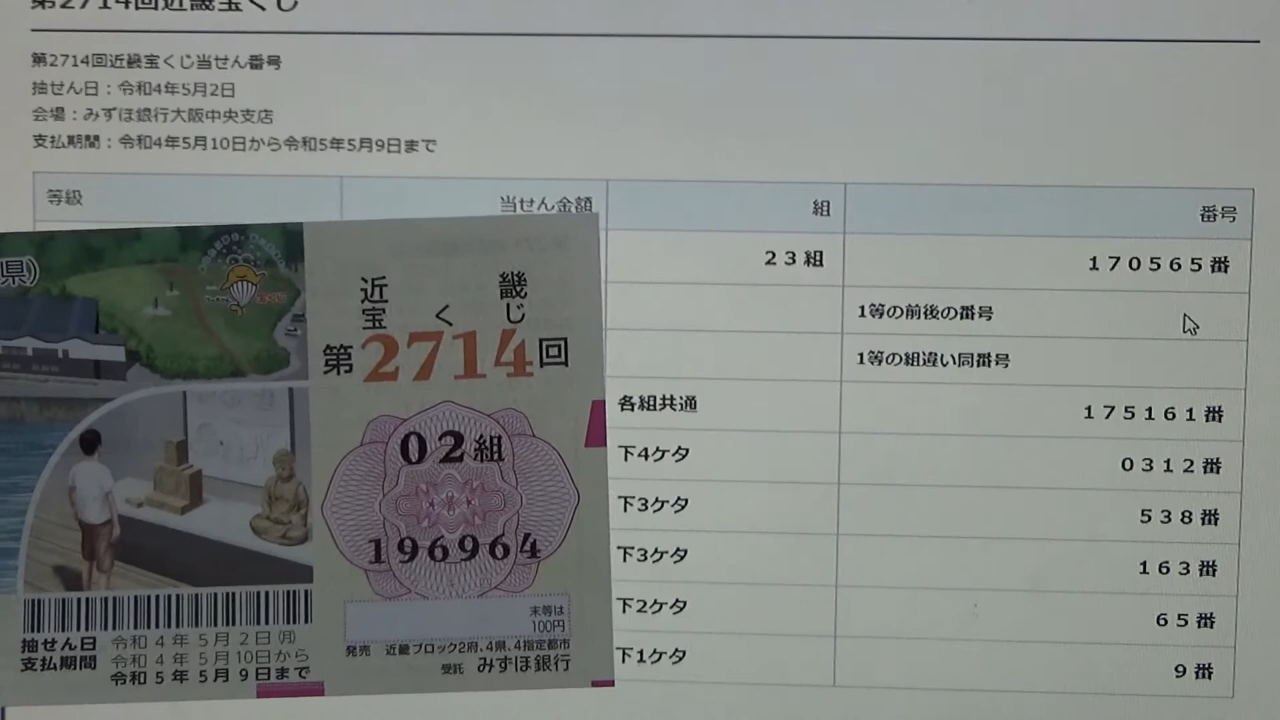 第2714回近畿宝くじ
第2714回近畿宝くじ当せん番号
抽せん日：令和4年5月2日
会場：みずほ銀行大阪中央支店
支払期間：令和4年5月10日から令和5年5月9日まで
等級 当せん金額 組 番号
23組 170565番
1等の前後の番号
1等の組違い同番号
各組共通 175161番
下4ケタ 0312番
下3ケタ 538番
下3ケタ 163番
下2ケタ 65番
下1ケタ 9番
県)
宝くじ
近畿
宝くじ
第2714回
02組
196964
末等は
100円
発売 近畿ブロック2府、4県、4指定都市
受託 みずほ銀行
抽せん日 令和4年5月2日(月)
支払期間 令和4年5月10日から
令和5年5月9日まで